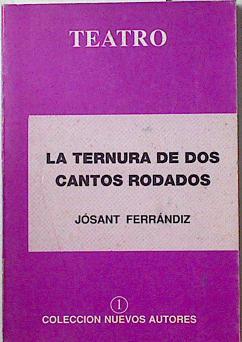 TEATRO
LA TERNURA DE DOS
CANTOS RODADOS
JÓSANT FERRÁNDIZ
1
COLECCION NUEVOS AUTORES